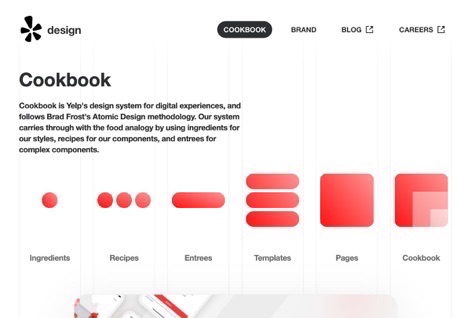 design
COOKBOOK
BRAND
BLOG
CAREERS
Cookbook
Cookbook is Yelp's design system for digital experiences, and
follows Brad Frost's Atomic Design methodology. Our system
carries through with the food analogy by using ingredients for
our styles, recipes for our components, and entrees for
complex components.
Ingredients
Recipes
Entrees
Templates
Pages
Cookbook